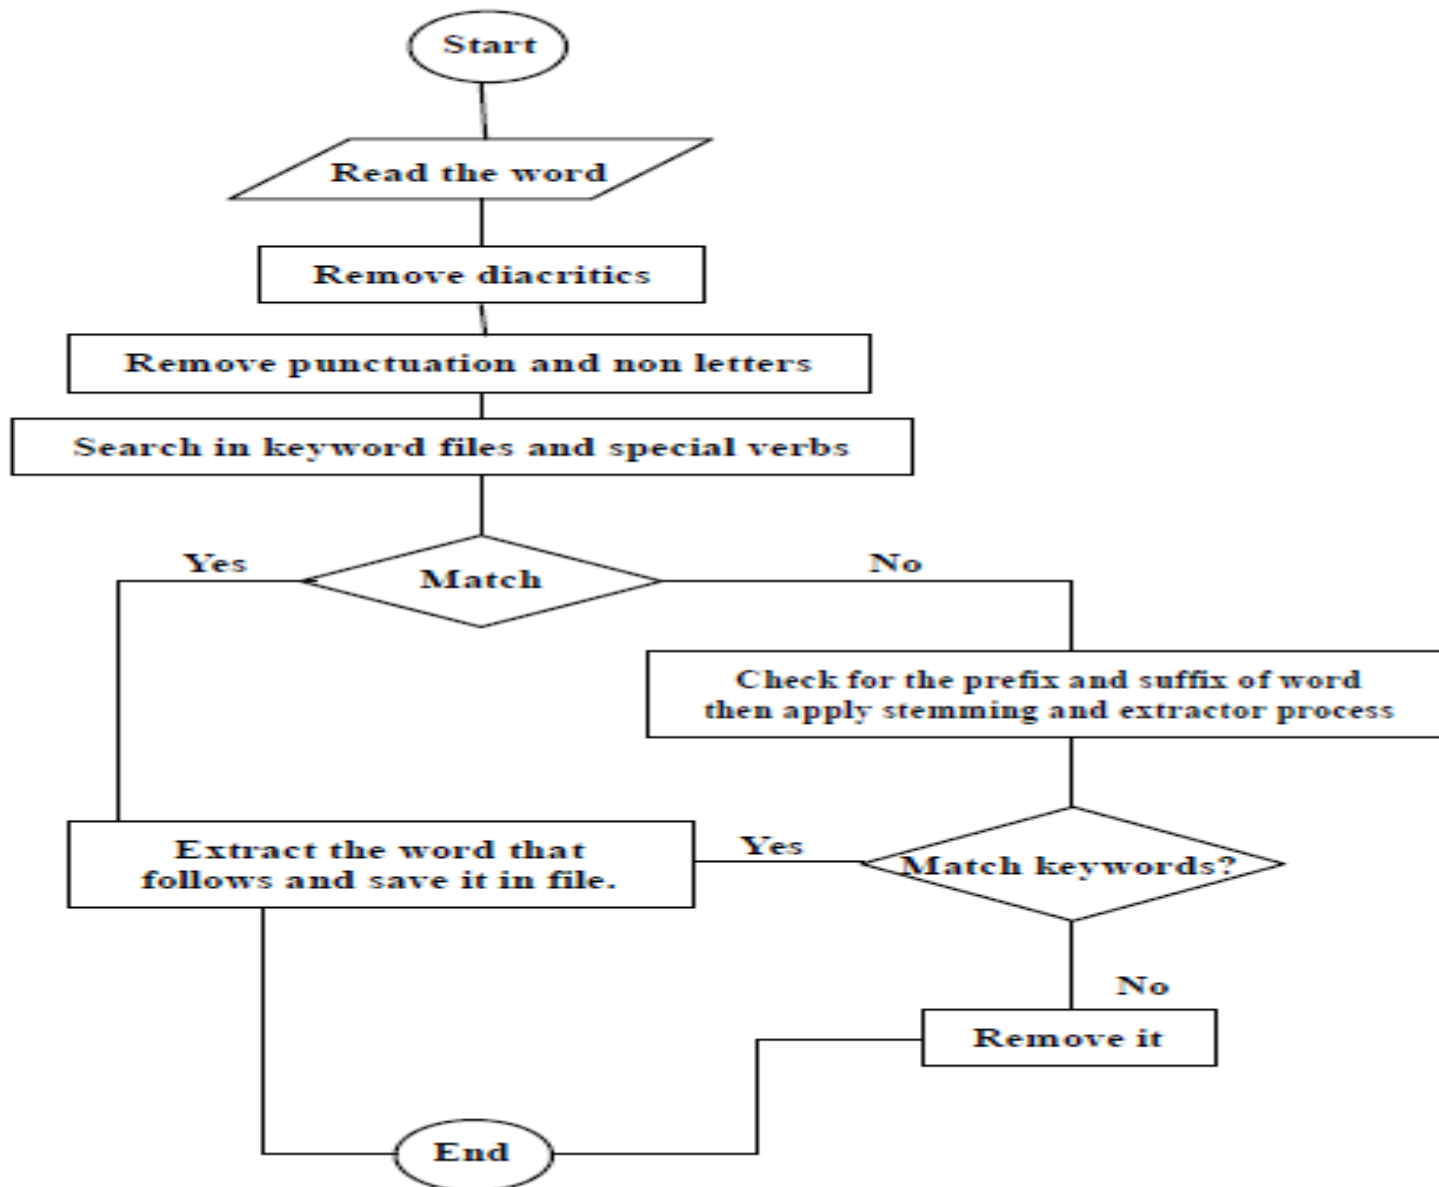 Start
Read the word
Remove diacritics
Remove punctuation and non letters
Search in keyword files and special verbs
Yes
Match
No
Check for the prefix and suffix of word
then apply stemming and extractor process
Extract the word that
follows and save it in file.
Yes
Match keywords?
No
Remove it
End